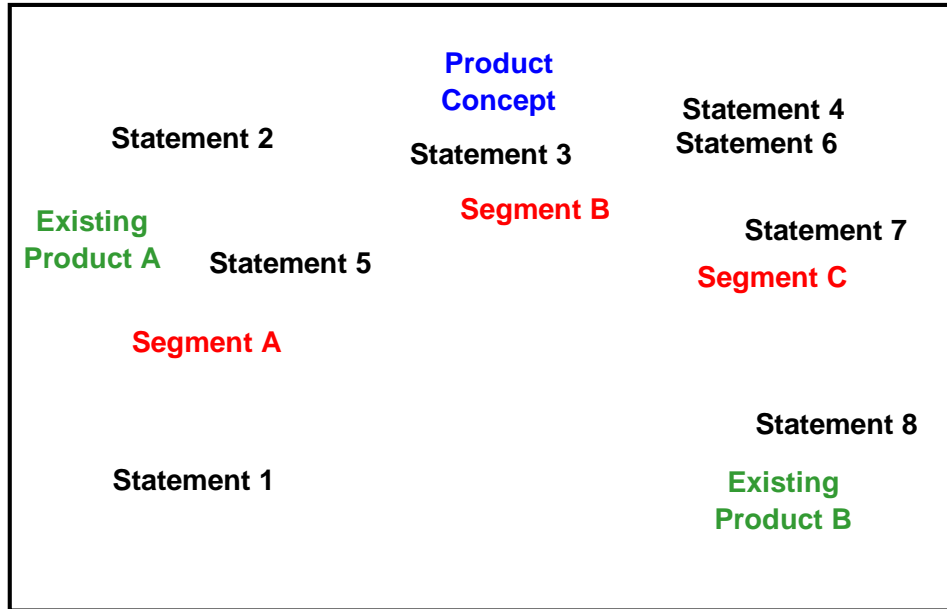 Product
Concept
Statement 4
Statement 2
Statement 3
Statement 6
Existing
Product A
Segment B
Statement 7
Statement 5
Segment C
Segment A
Statement 8
Statement 1
Existing
Product B